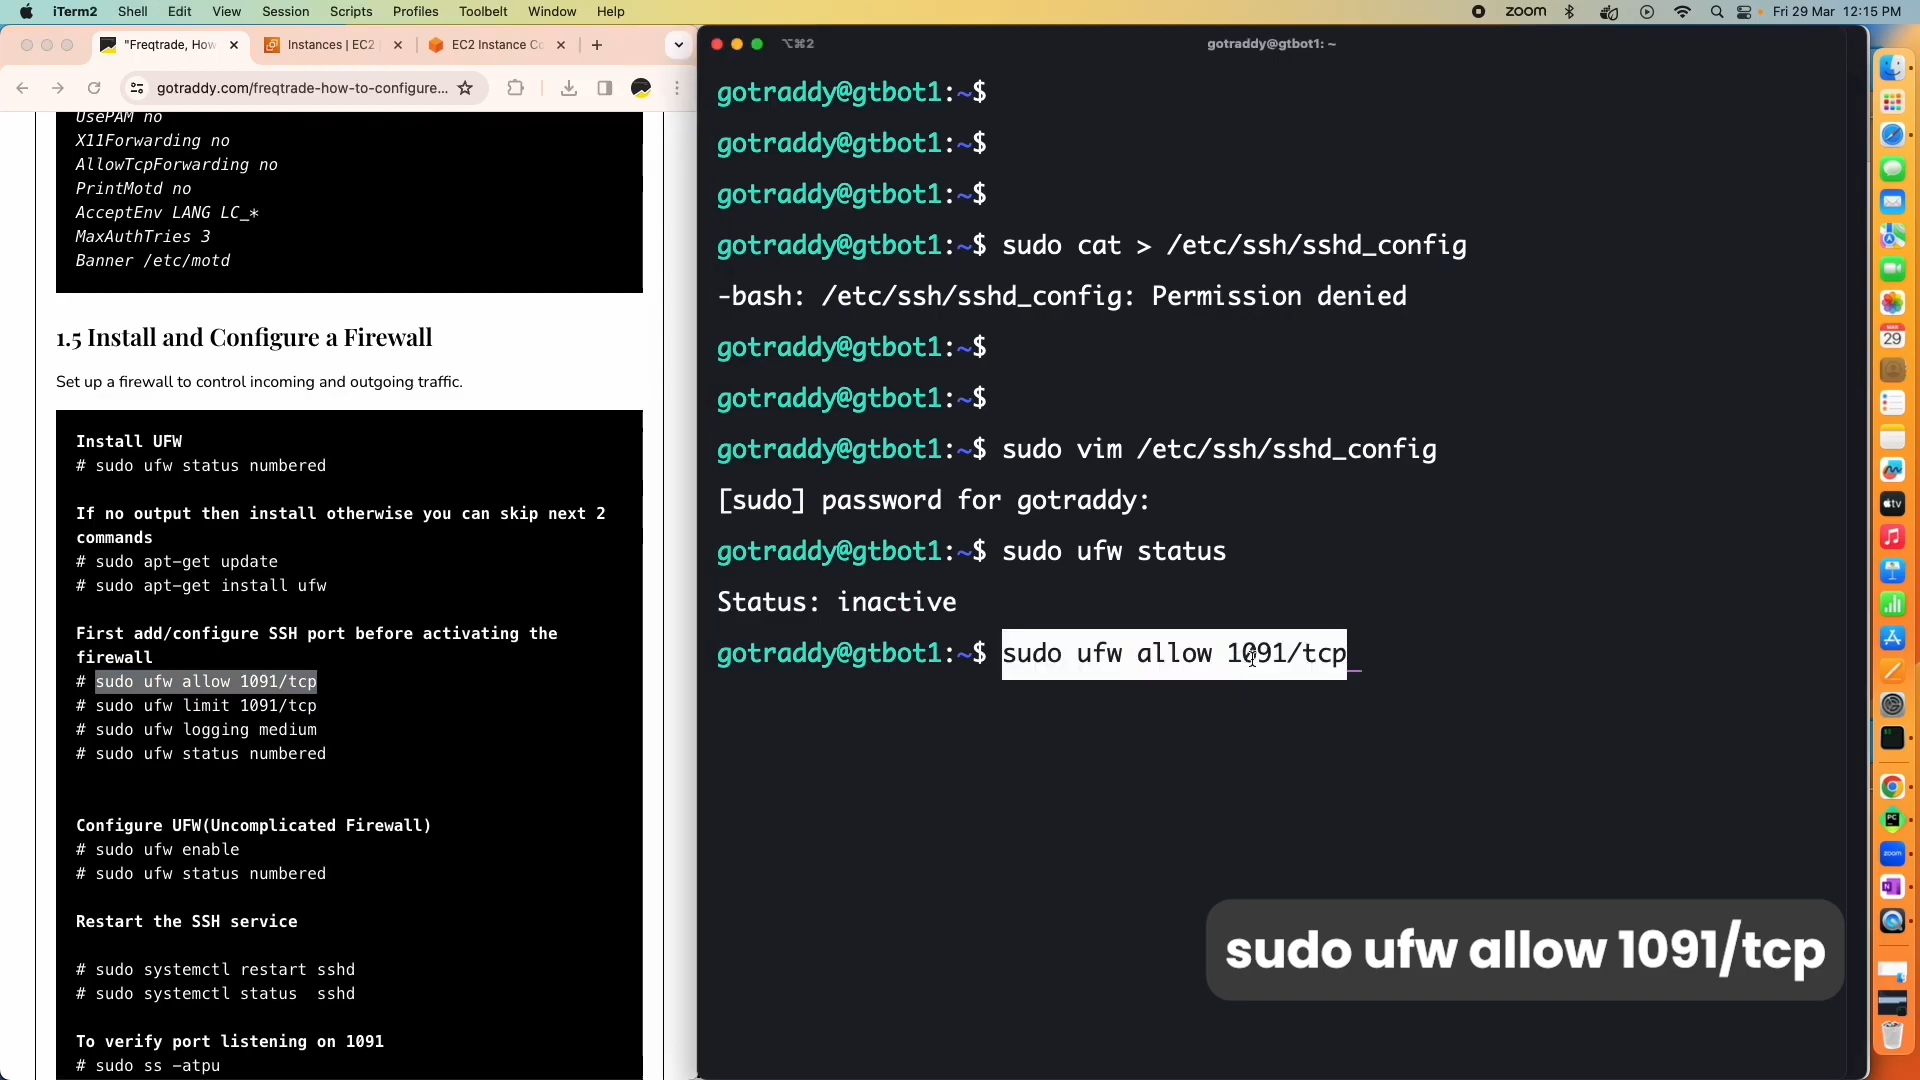 iTerm2 Shell Edit View Session Scripts Profiles Toolbelt Window Help
zoom Fri 29 Mar 12:15 PM
"Freqtrade, How
Instances | EC2
EC2 Instance Co
gotraddy.com/freqtrade-how-to-configure...
UsePAM no
X11Forwarding no
AllowTcpForwarding no
PrintMotd no
AcceptEnv LANG LC_*
MaxAuthTries 3
Banner /etc/motd
1.5 Install and Configure a Firewall
Set up a firewall to control incoming and outgoing traffic.
Install UFW
# sudo ufw status numbered
If no output then install otherwise you can skip next 2
commands
# sudo apt-get update
# sudo apt-get install ufw
First add/configure SSH port before activating the
firewall
# sudo ufw allow 1091/tcp
# sudo ufw limit 1091/tcp
# sudo ufw logging medium
# sudo ufw status numbered
Configure UFW(Uncomplicated Firewall)
# sudo ufw enable
# sudo ufw status numbered
Restart the SSH service
# sudo systemctl restart sshd
# sudo systemctl status  sshd
To verify port listening on 1091
# sudo ss -atpu
⌥⌘2
gotraddy@gtbot1: ~
gotraddy@gtbot1:~$
gotraddy@gtbot1:~$
gotraddy@gtbot1:~$
gotraddy@gtbot1:~$ sudo cat > /etc/ssh/sshd_config
-bash: /etc/ssh/sshd_config: Permission denied
gotraddy@gtbot1:~$
gotraddy@gtbot1:~$
gotraddy@gtbot1:~$ sudo vim /etc/ssh/sshd_config
[sudo] password for gotraddy:
gotraddy@gtbot1:~$ sudo ufw status
Status: inactive
gotraddy@gtbot1:~$ sudo ufw allow 1091/tcp
sudo ufw allow 1091/tcp
MAR
29
tv
PC
zoom
N